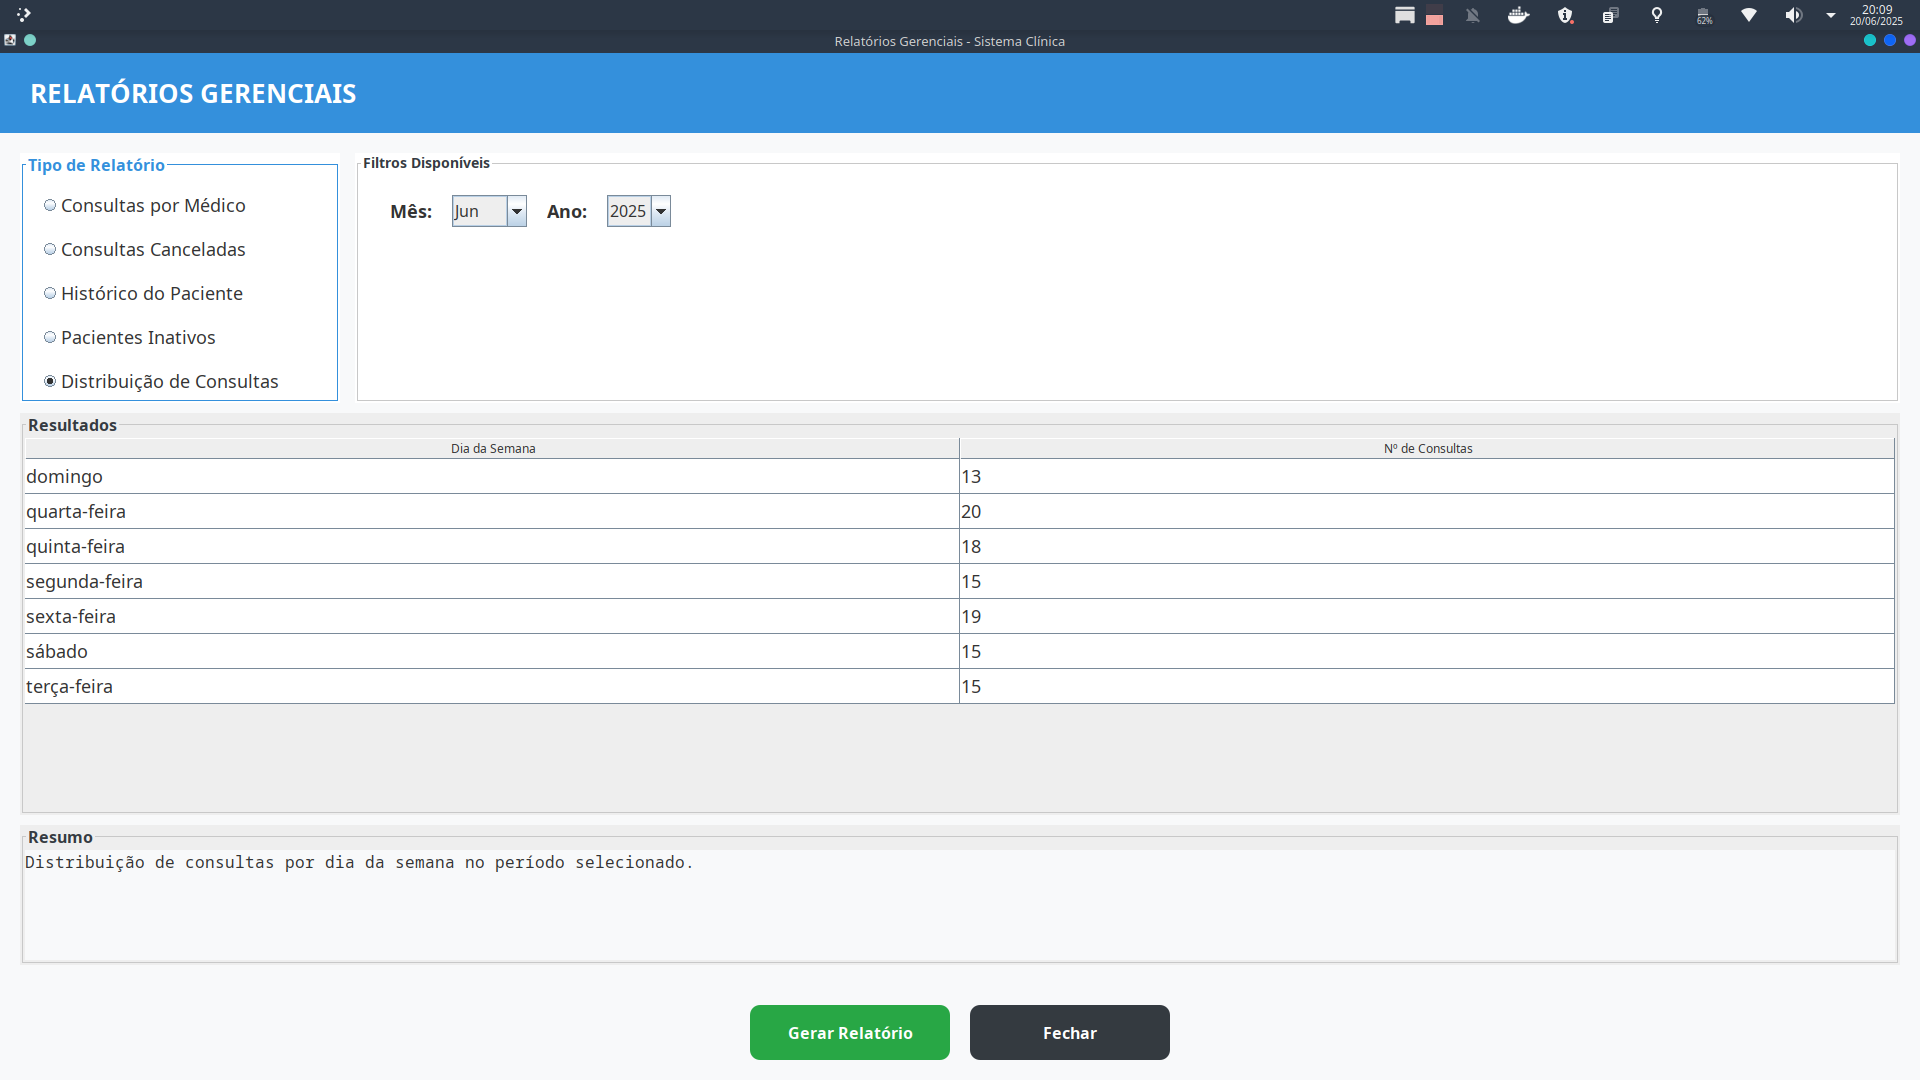 62%
20:09
20/06/2025
Relatórios Gerenciais - Sistema Clínica
RELATÓRIOS GERENCIAIS
Tipo de Relatório
Consultas por Médico
Consultas Canceladas
Histórico do Paciente
Pacientes Inativos
Distribuição de Consultas
Filtros Disponíveis
Mês: Jun Ano: 2025
Resultados
Dia da Semana Nº de Consultas
domingo 13
quarta-feira 20
quinta-feira 18
segunda-feira 15
sexta-feira 19
sábado 15
terça-feira 15
Resumo
Distribuição de consultas por dia da semana no período selecionado.
Gerar Relatório Fechar